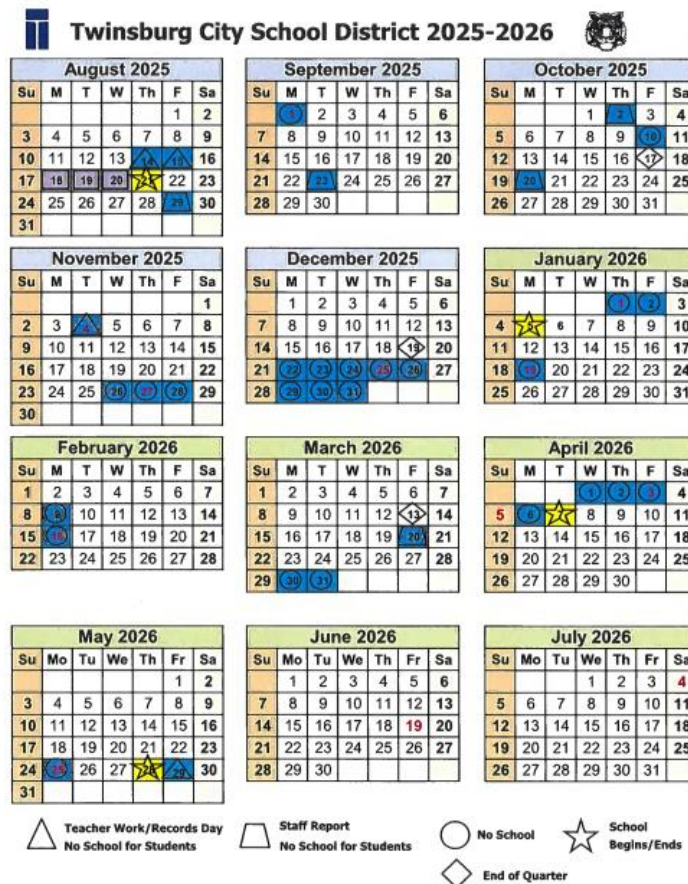 Twinsburg City School District 2025-2026
August 2025
Su M T W Th F Sa
1 2
3 4 5 6 7 8 9
10 11 12 13 14 15 16
17 18 19 20 21 22 23
24 25 26 27 28 29 30
31
September 2025
Su M T W Th F Sa
1 2 3 4 5 6
7 8 9 10 11 12 13
14 15 16 17 18 19 20
21 22 23 24 25 26 27
28 29 30
October 2025
Su M T W Th F Sa
1 2 3 4
5 6 7 8 9 10 11
12 13 14 15 16 17 18
19 20 21 22 23 24 25
26 27 28 29 30 31
November 2025
Su M T W Th F Sa
1
2 3 4 5 6 7 8
9 10 11 12 13 14 15
16 17 18 19 20 21 22
23 24 25 26 27 28 29
30
December 2025
Su M T W Th F Sa
1 2 3 4 5 6
7 8 9 10 11 12 13
14 15 16 17 18 19 20
21 22 23 24 25 26 27
28 29 30 31
January 2026
Su M T W Th F Sa
1 2 3
4 5 6 7 8 9 10
11 12 13 14 15 16 17
18 19 20 21 22 23 24
25 26 27 28 29 30 31
February 2026
Su M T W Th F Sa
1 2 3 4 5 6 7
8 9 10 11 12 13 14
15 16 17 18 19 20 21
22 23 24 25 26 27 28
March 2026
Su M T W Th F Sa
1 2 3 4 5 6 7
8 9 10 11 12 13 14
15 16 17 18 19 20 21
22 23 24 25 26 27 28
29 30 31
April 2026
Su M T W Th F Sa
1 2 3 4
5 6 7 8 9 10 11
12 13 14 15 16 17 18
19 20 21 22 23 24 25
26 27 28 29 30
May 2026
Su Mo Tu We Th Fr Sa
1 2
3 4 5 6 7 8 9
10 11 12 13 14 15 16
17 18 19 20 21 22 23
24 25 26 27 28 29 30
31
June 2026
Su Mo Tu We Th Fr Sa
1 2 3 4 5 6
7 8 9 10 11 12 13
14 15 16 17 18 19 20
21 22 23 24 25 26 27
28 29 30
July 2026
Su Mo Tu We Th Fr Sa
1 2 3 4
5 6 7 8 9 10 11
12 13 14 15 16 17 18
19 20 21 22 23 24 25
26 27 28 29 30 31
Teacher Work/Records Day
No School for Students
Staff Report
No School for Students
No School
School
Begins/Ends
End of Quarter